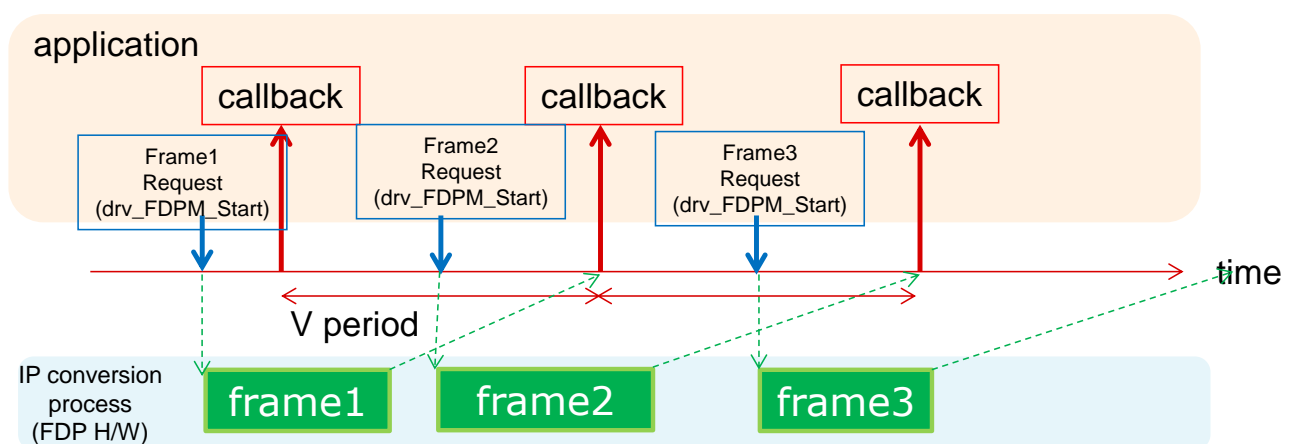 application
callback
callback
callback
Frame1
Request
(drv_FDPM_Start)
Frame2
Request
(drv_FDPM_Start)
Frame3
Request
(drv_FDPM_Start)
time
V period
IP conversion
process
(FDP H/W)
frame1
frame2
frame3